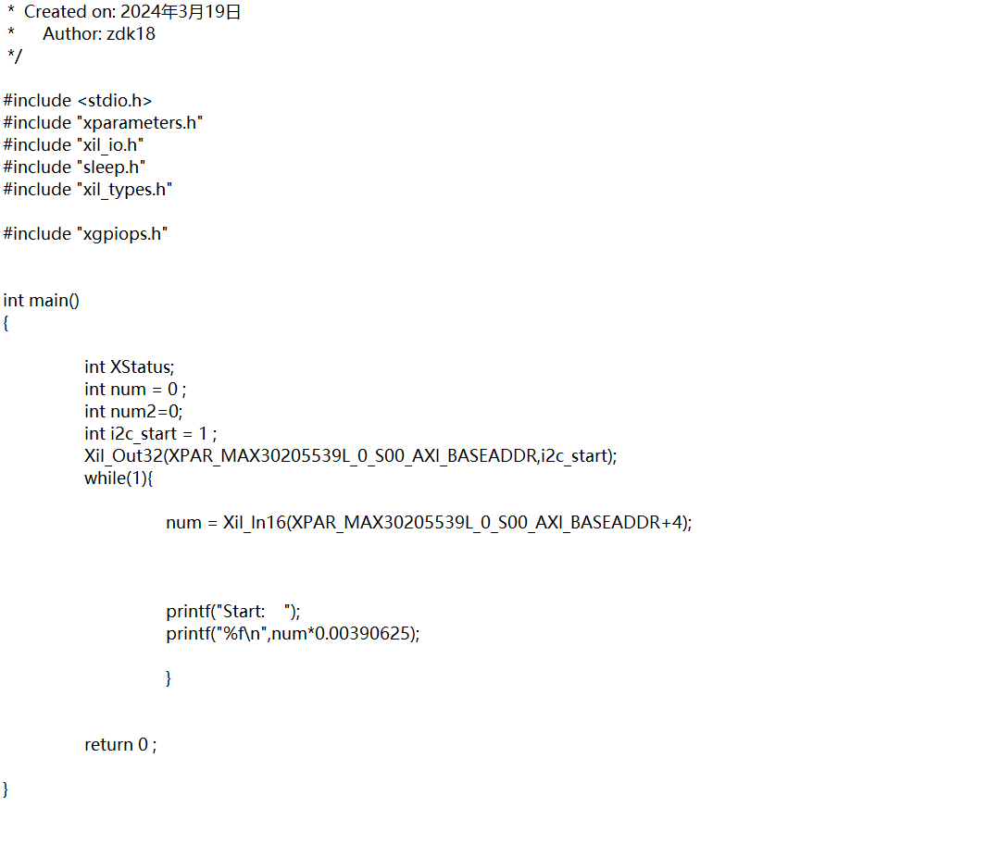 * Created on: 2024年3月19日
* Author: zdk18
*/
#include <stdio.h>
#include "xparameters.h"
#include "xil_io.h"
#include "sleep.h"
#include "xil_types.h"
#include "xgpiops.h"
int main()
{
int XStatus;
int num = 0 ;
int num2=0;
int i2c_start = 1 ;
Xil_Out32(XPAR_MAX30205539L_0_S00_AXI_BASEADDR,i2c_start);
while(1){
num = Xil_In16(XPAR_MAX30205539L_0_S00_AXI_BASEADDR+4);
printf("Start:    ");
printf("%f\n",num*0.00390625);
}
return 0 ;
}